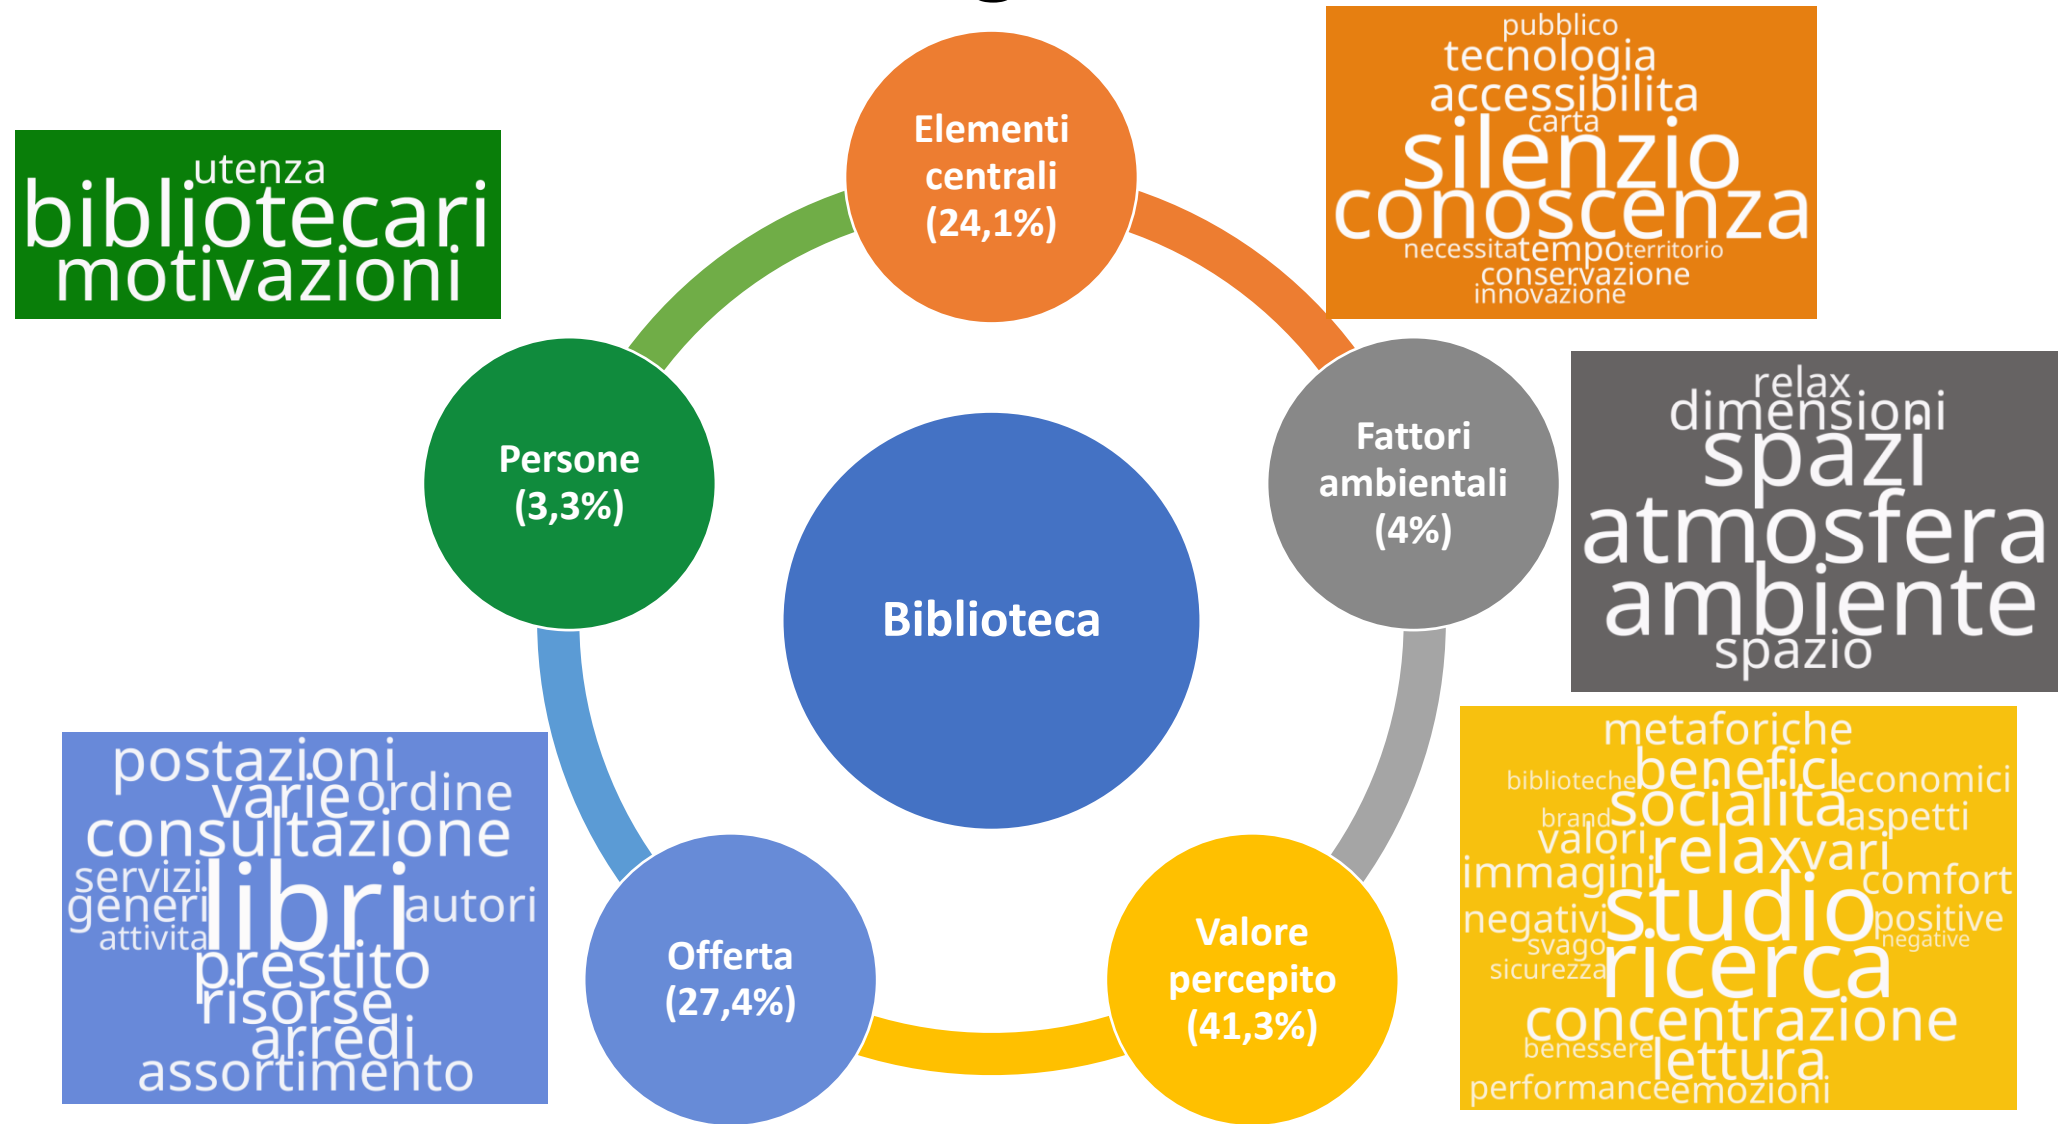 Elementi
centrali
(24,1%)
pubblico
tecnologia
accessibilita
carta
silenzio
conoscenza
necessita tempo territorio
conservazione
innovazione
utenza
bibliotecari
motivazioni
Persone
(3,3%)
Biblioteca
Fattori
ambientali
(4%)
relax
dimensioni
spazi
atmosfera
ambiente
spazio
postazioni
varie ordine
consultazione
servizi
libri
generi autori
attivita
prestito
risorse
arredi
assortimento
Offerta
(27,4%)
Valore
percepito
(41,3%)
metaforiche
biblioteche benefici economici
brand socialita aspetti
valori relax vari
immagini comfort
negativi studio positive
svago negative
sicurezza ricerca
concentrazione
benessere lettura
performance emozioni